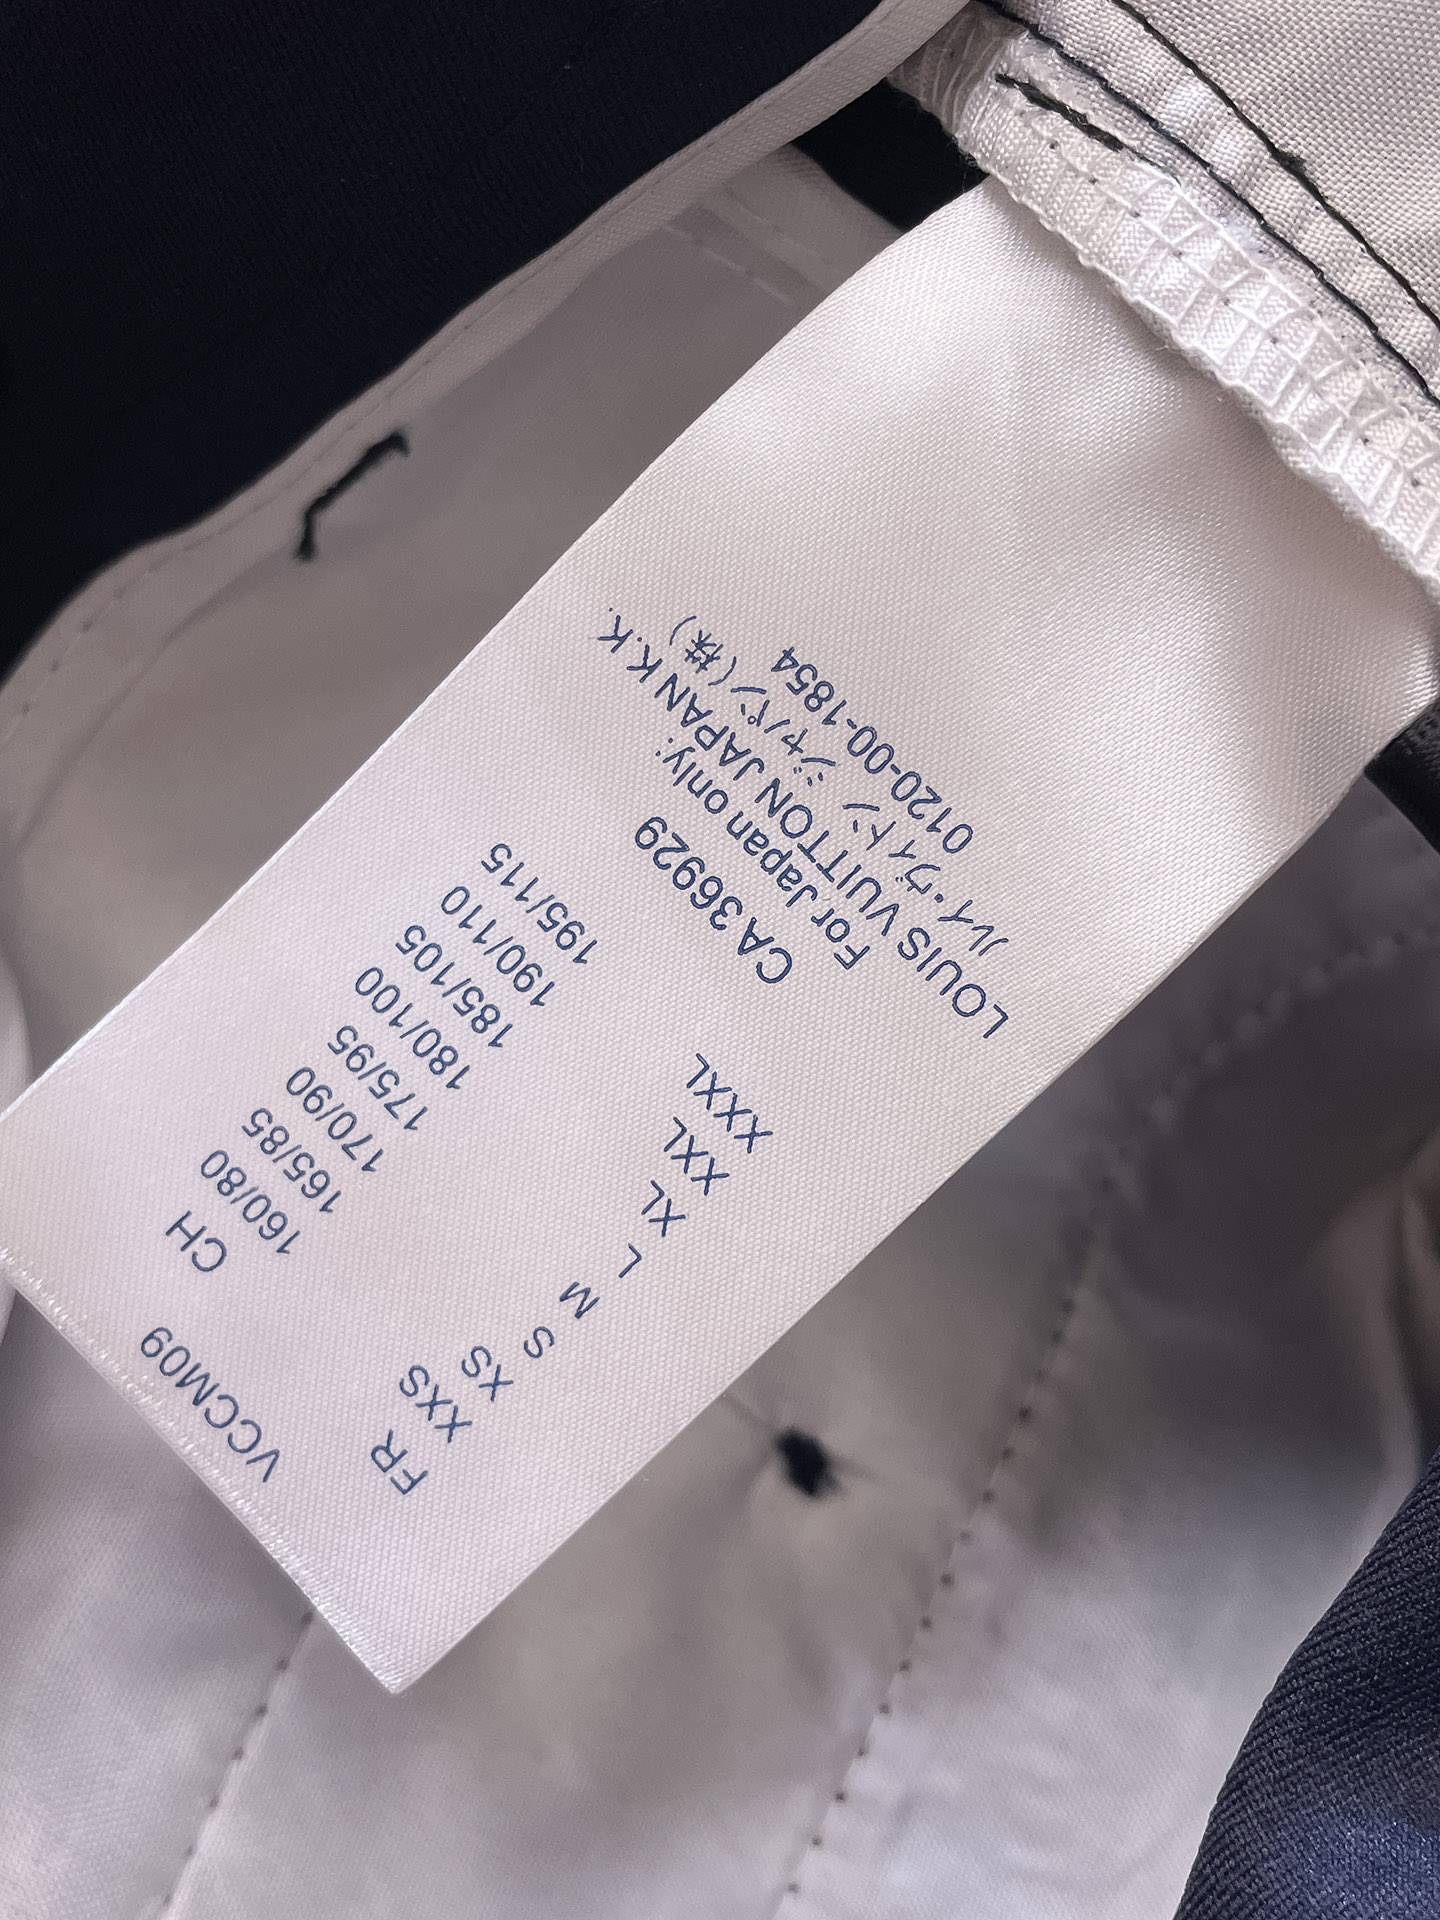 VCCM09
FR CH
XXS 160/80
XS 165/85
S 170/90
M 175/95
L 180/100
XL 185/105
XXL 190/110
XXXL 195/115
CA 36929
For Japan only:
LOUIS VUITTON JAPAN K.K.
ルイ・ヴィトン ジャパン (株)
0120-00-1854